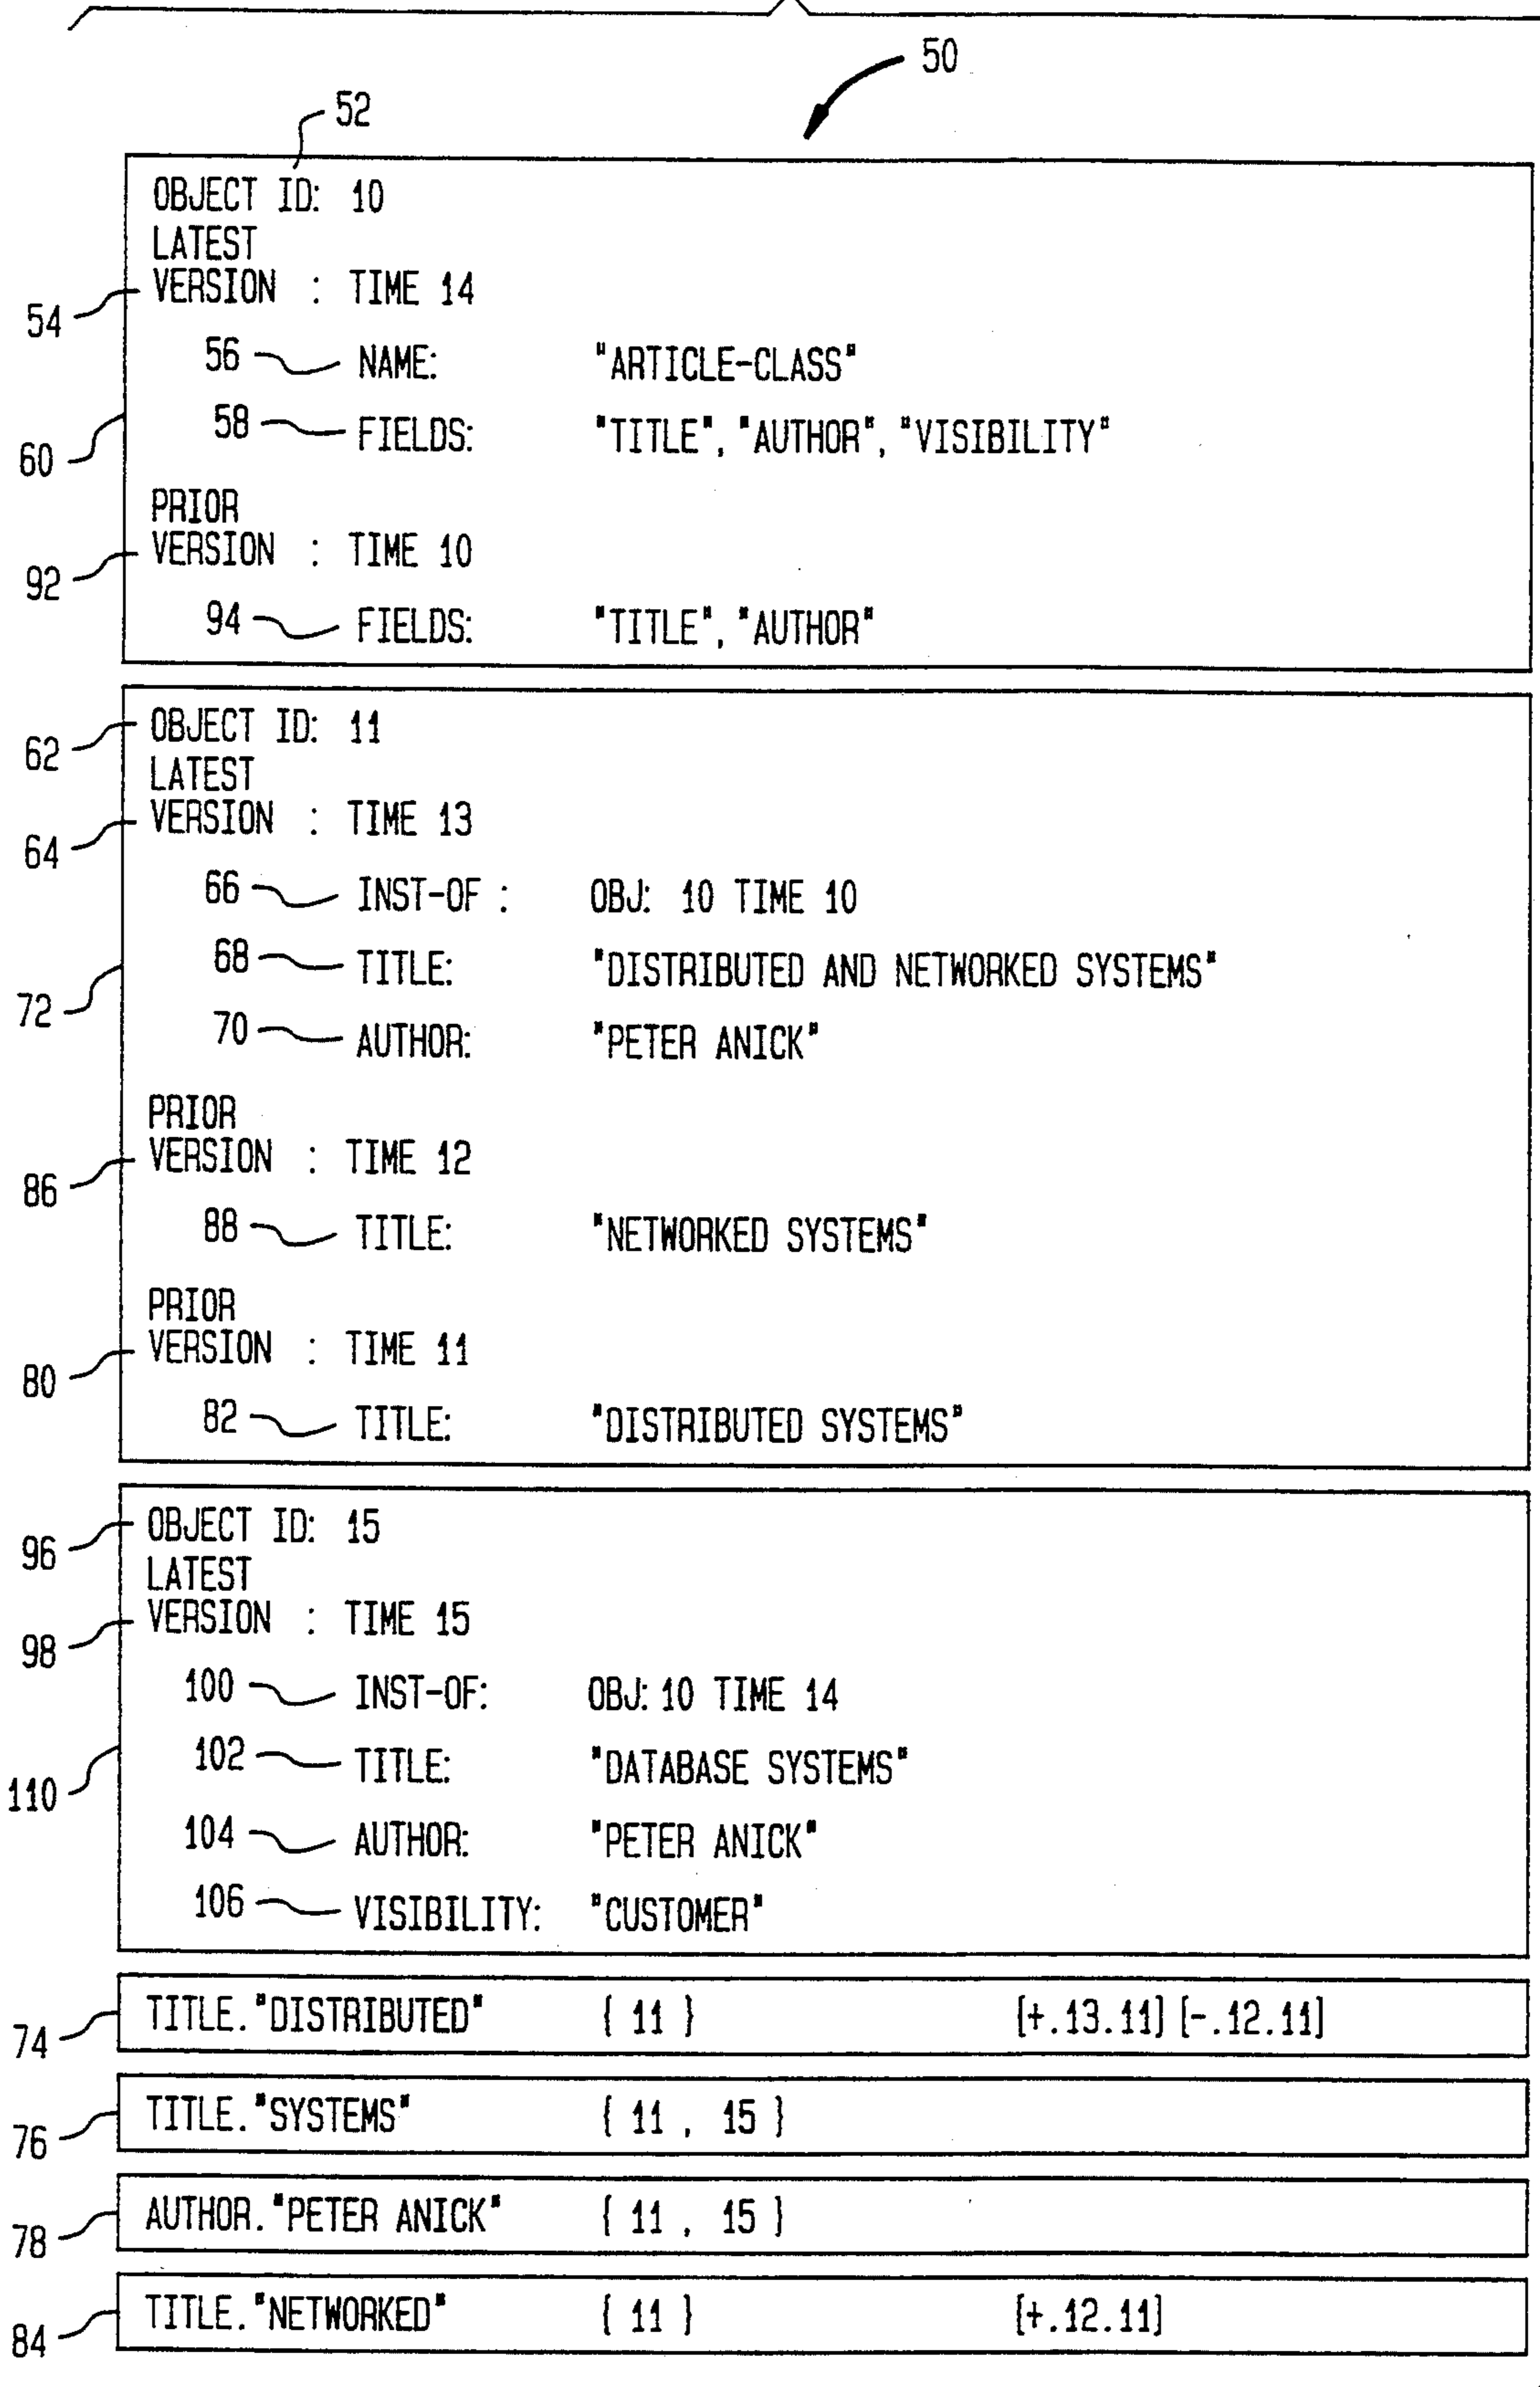 50
52
OBJECT ID: 10
LATEST
54 VERSION : TIME 14
56 NAME: "ARTICLE-CLASS"
58 FIELDS: "TITLE", "AUTHOR", "VISIBILITY"
60
PRIOR
92 VERSION : TIME 10
94 FIELDS: "TITLE", "AUTHOR"
62 OBJECT ID: 11
LATEST
64 VERSION : TIME 13
66 INST-OF : OBJ: 10 TIME 10
68 TITLE: "DISTRIBUTED AND NETWORKED SYSTEMS"
72
70 AUTHOR: "PETER ANICK"
PRIOR
86 VERSION : TIME 12
88 TITLE: "NETWORKED SYSTEMS"
PRIOR
80 VERSION : TIME 11
82 TITLE: "DISTRIBUTED SYSTEMS"
96 OBJECT ID: 15
LATEST
98 VERSION : TIME 15
100 INST-OF: OBJ: 10 TIME 14
102 TITLE: "DATABASE SYSTEMS"
110
104 AUTHOR: "PETER ANICK"
106 VISIBILITY: "CUSTOMER"
74 TITLE."DISTRIBUTED" { 11 } [+.13.11] [-.12.11]
76 TITLE."SYSTEMS" { 11 , 15 }
78 AUTHOR."PETER ANICK" { 11 , 15 }
84 TITLE."NETWORKED" { 11 } [+.12.11]